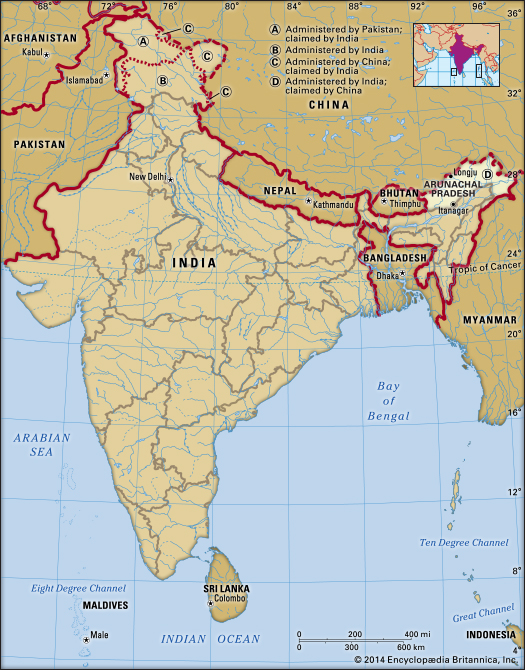 68° 72° 76° 80° 84° 88° 92° 96° 36°
AFGHANISTAN
Kabul
Islamabad
PAKISTAN
A
C
C
B
C
A Administered by Pakistan;
claimed by India
B Administered by India
C Administered by China;
claimed by India
D Administered by India;
claimed by China
32°
CHINA
28°
Longju
D
ARUNACHAL
PRADESH
Itanagar
New Delhi
NEPAL
Kathmandu
BHUTAN
Thimphu
INDIA
BANGLADESH
Dhaka
24°
Tropic of Cancer
MYANMAR
20°
Bay
of
Bengal
16°
ARABIAN
SEA
12°
Ten Degree Channel
8°
Eight Degree Channel
MALDIVES
Male
SRI LANKA
Colombo
INDIAN OCEAN
Great Channel
INDONESIA
4°
0 200 400 mi
0 300 600 km
© 2014 Encyclopædia Britannica, Inc.